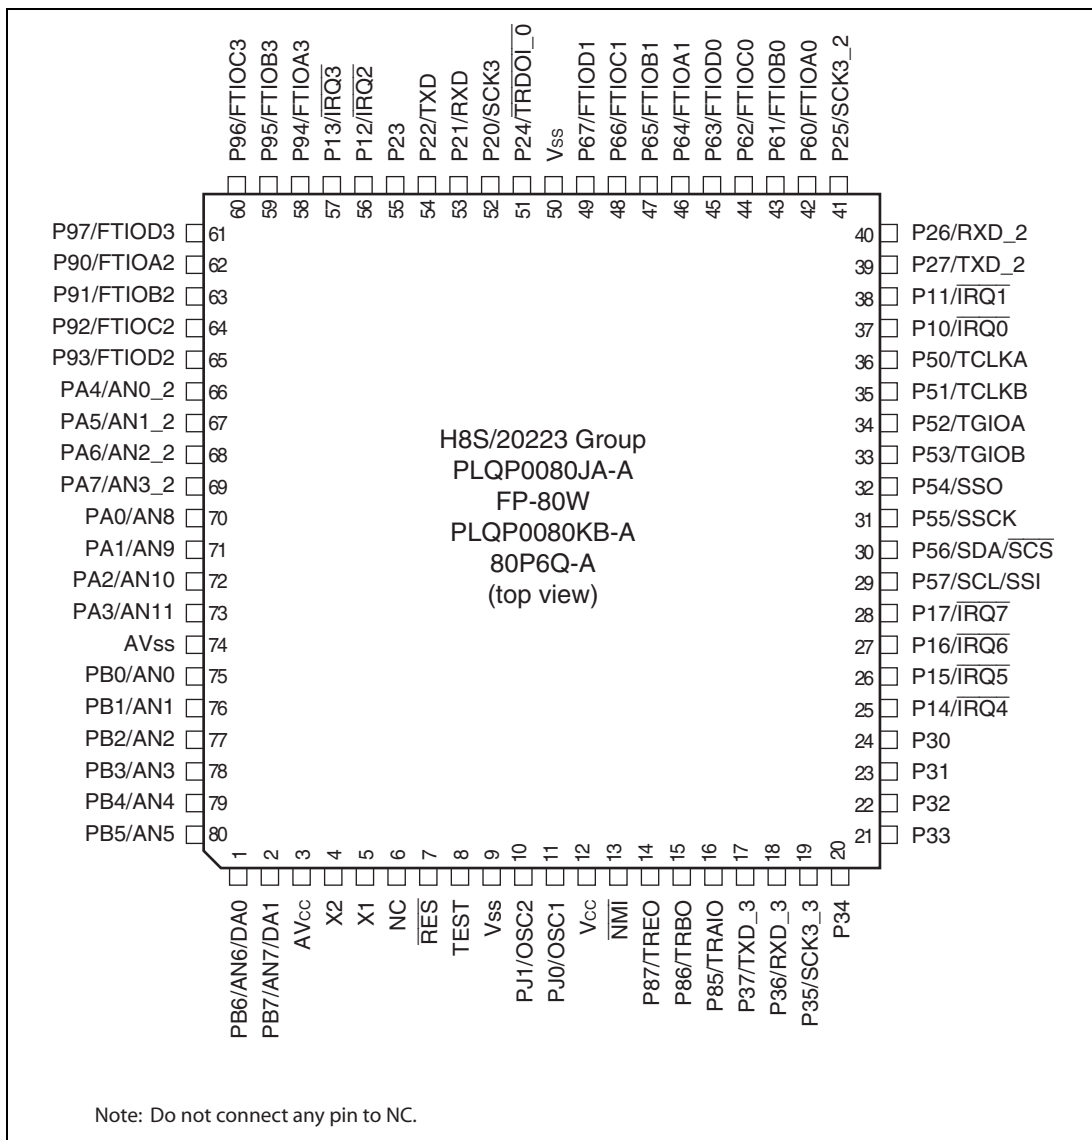 P96/FTIOC3
P95/FTIOB3
P94/FTIOA3
P13/IRQ3
P12/IRQ2
P23
P22/TXD
P21/RXD
P20/SCK3
P24/TRDOI_0
Vss
P67/FTIOD1
P66/FTIOC1
P65/FTIOB1
P64/FTIOA1
P63/FTIOD0
P62/FTIOC0
P61/FTIOB0
P60/FTIOA0
P25/SCK3_2
60 59 58 57 56 55 54 53 52 51 50 49 48 47 46 45 44 43 42 41
P97/FTIOD3 61
P90/FTIOA2 62
P91/FTIOB2 63
P92/FTIOC2 64
P93/FTIOD2 65
PA4/AN0_2 66
PA5/AN1_2 67
PA6/AN2_2 68
PA7/AN3_2 69
PA0/AN8 70
PA1/AN9 71
PA2/AN10 72
PA3/AN11 73
AVss 74
PB0/AN0 75
PB1/AN1 76
PB2/AN2 77
PB3/AN3 78
PB4/AN4 79
PB5/AN5 80
H8S/20223 Group
PLQP0080JA-A
FP-80W
PLQP0080KB-A
80P6Q-A
(top view)
40 P26/RXD_2
39 P27/TXD_2
38 P11/IRQ1
37 P10/IRQ0
36 P50/TCLKA
35 P51/TCLKB
34 P52/TGIOA
33 P53/TGIOB
32 P54/SSO
31 P55/SSCK
30 P56/SDA/SCS
29 P57/SCL/SSI
28 P17/IRQ7
27 P16/IRQ6
26 P15/IRQ5
25 P14/IRQ4
24 P30
23 P31
22 P32
21 P33
1 2 3 4 5 6 7 8 9 10 11 12 13 14 15 16 17 18 19 20
PB6/AN6/DA0
PB7/AN7/DA1
AVcc
X2
X1
NC
RES
TEST
Vss
PJ1/OSC2
PJ0/OSC1
Vcc
NMI
P87/TREO
P86/TRBO
P85/TRAIO
P37/TXD_3
P36/RXD_3
P35/SCK3_3
P34
Note: Do not connect any pin to NC.